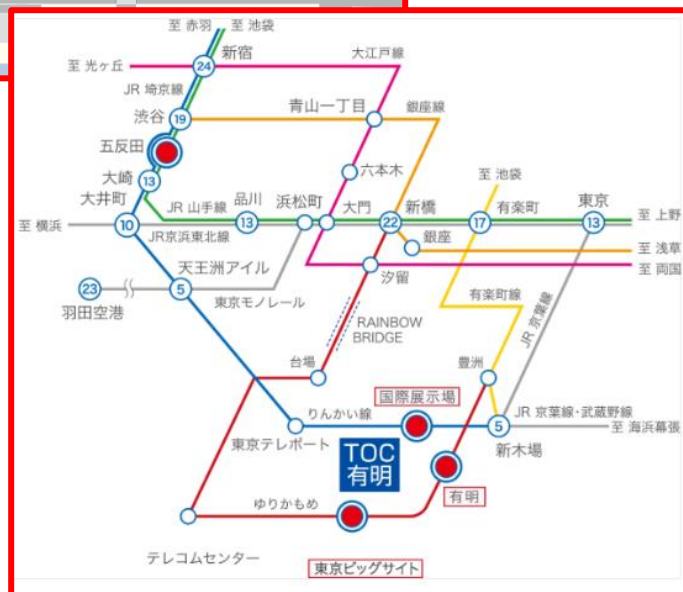 至 赤羽
至 池袋
新宿
24
至 光ヶ丘
大江戸線
JR 埼京線
渋谷
19
青山一丁目
銀座線
五反田
大崎
13
六本木
至 池袋
大井町
10
至 横浜
JR 山手線
品川
13
浜松町
大門
新橋
22
有楽町
17
東京
13
至 上野
JR京浜東北線
銀座
至 浅草
至 両国
汐留
天王洲アイル
5
23
羽田空港
東京モノレール
有楽町線
JR 京葉線
RAINBOW
BRIDGE
台場
豊洲
国際展示場
りんかい線
JR 京葉線・武蔵野線
5
至 海浜幕張
新木場
東京テレポート
TOC
有明
有明
ゆりかもめ
テレコムセンター
東京ビッグサイト